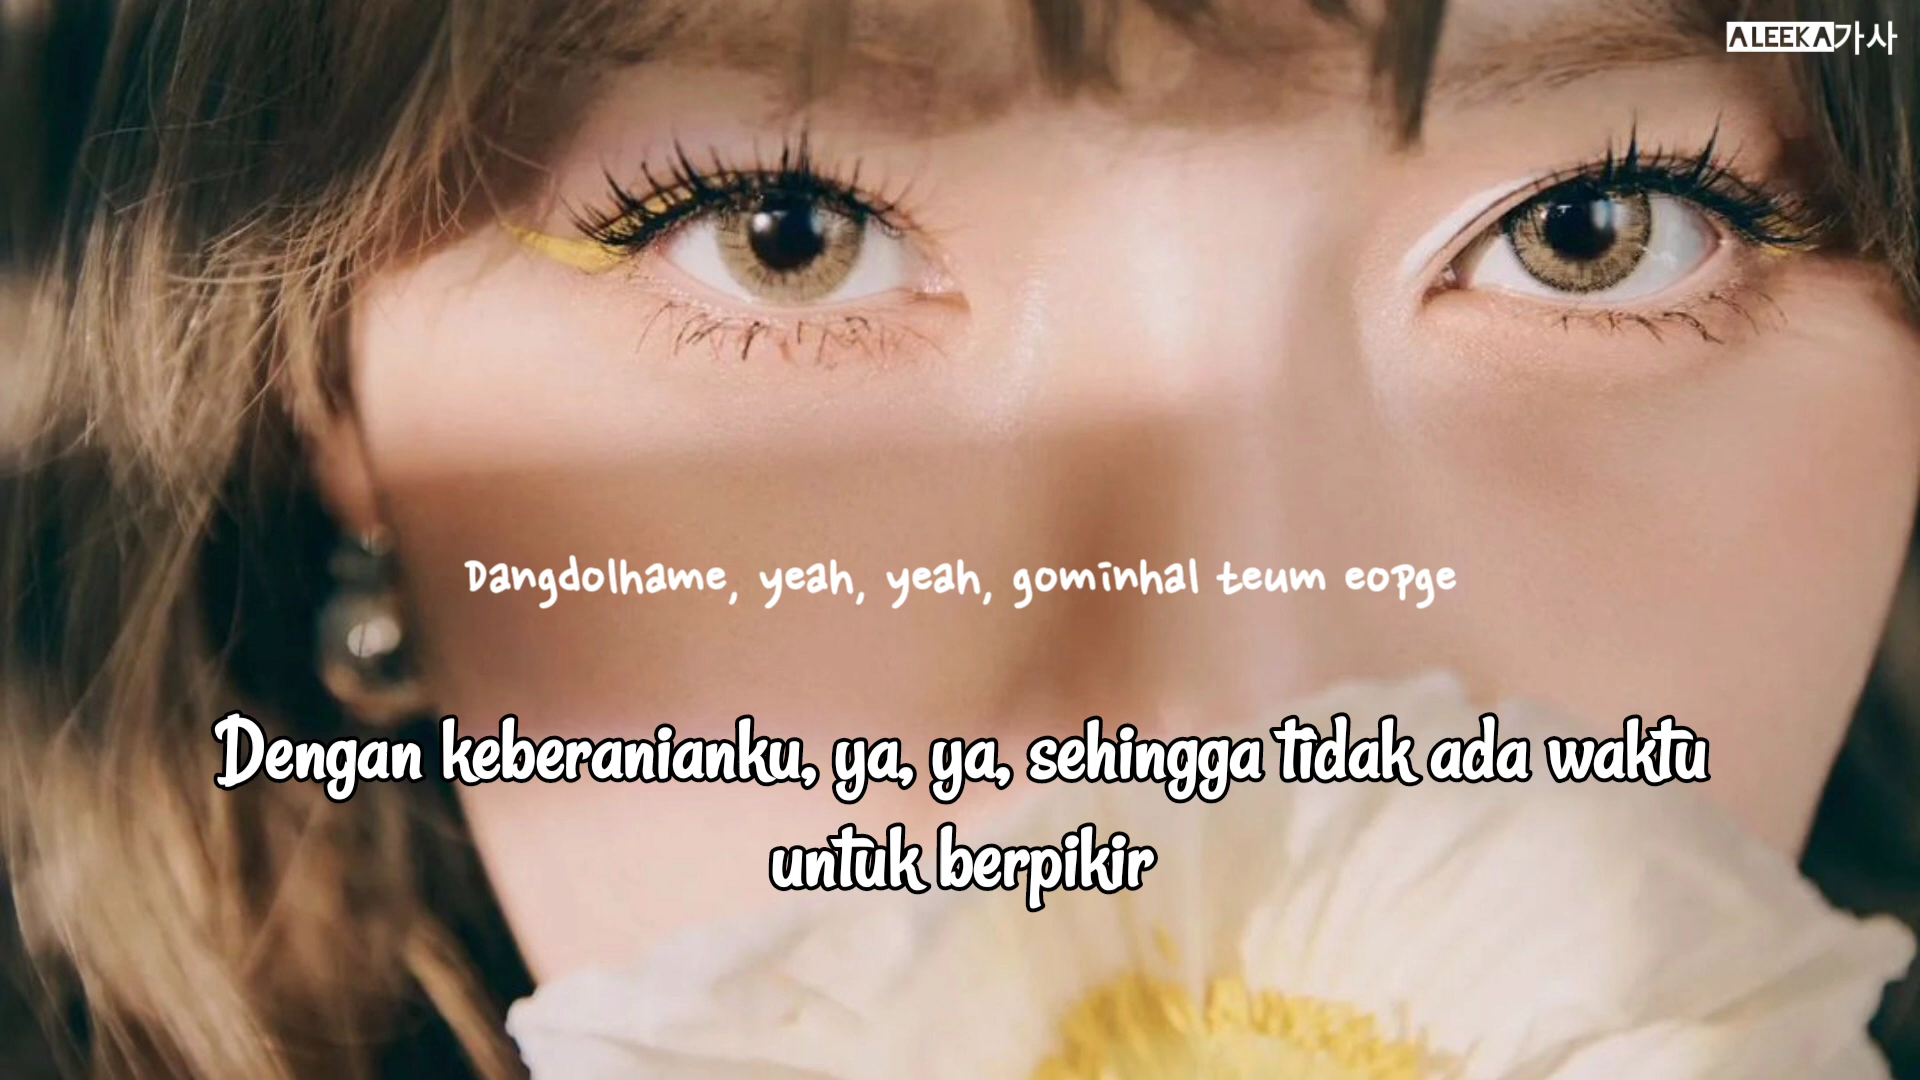 ALEEKA가사
Dangdolhame, yeah, yeah, gominhal teum eopge
Dengan keberanianku, ya, ya, sehingga tidak ada waktu
untuk berpikir